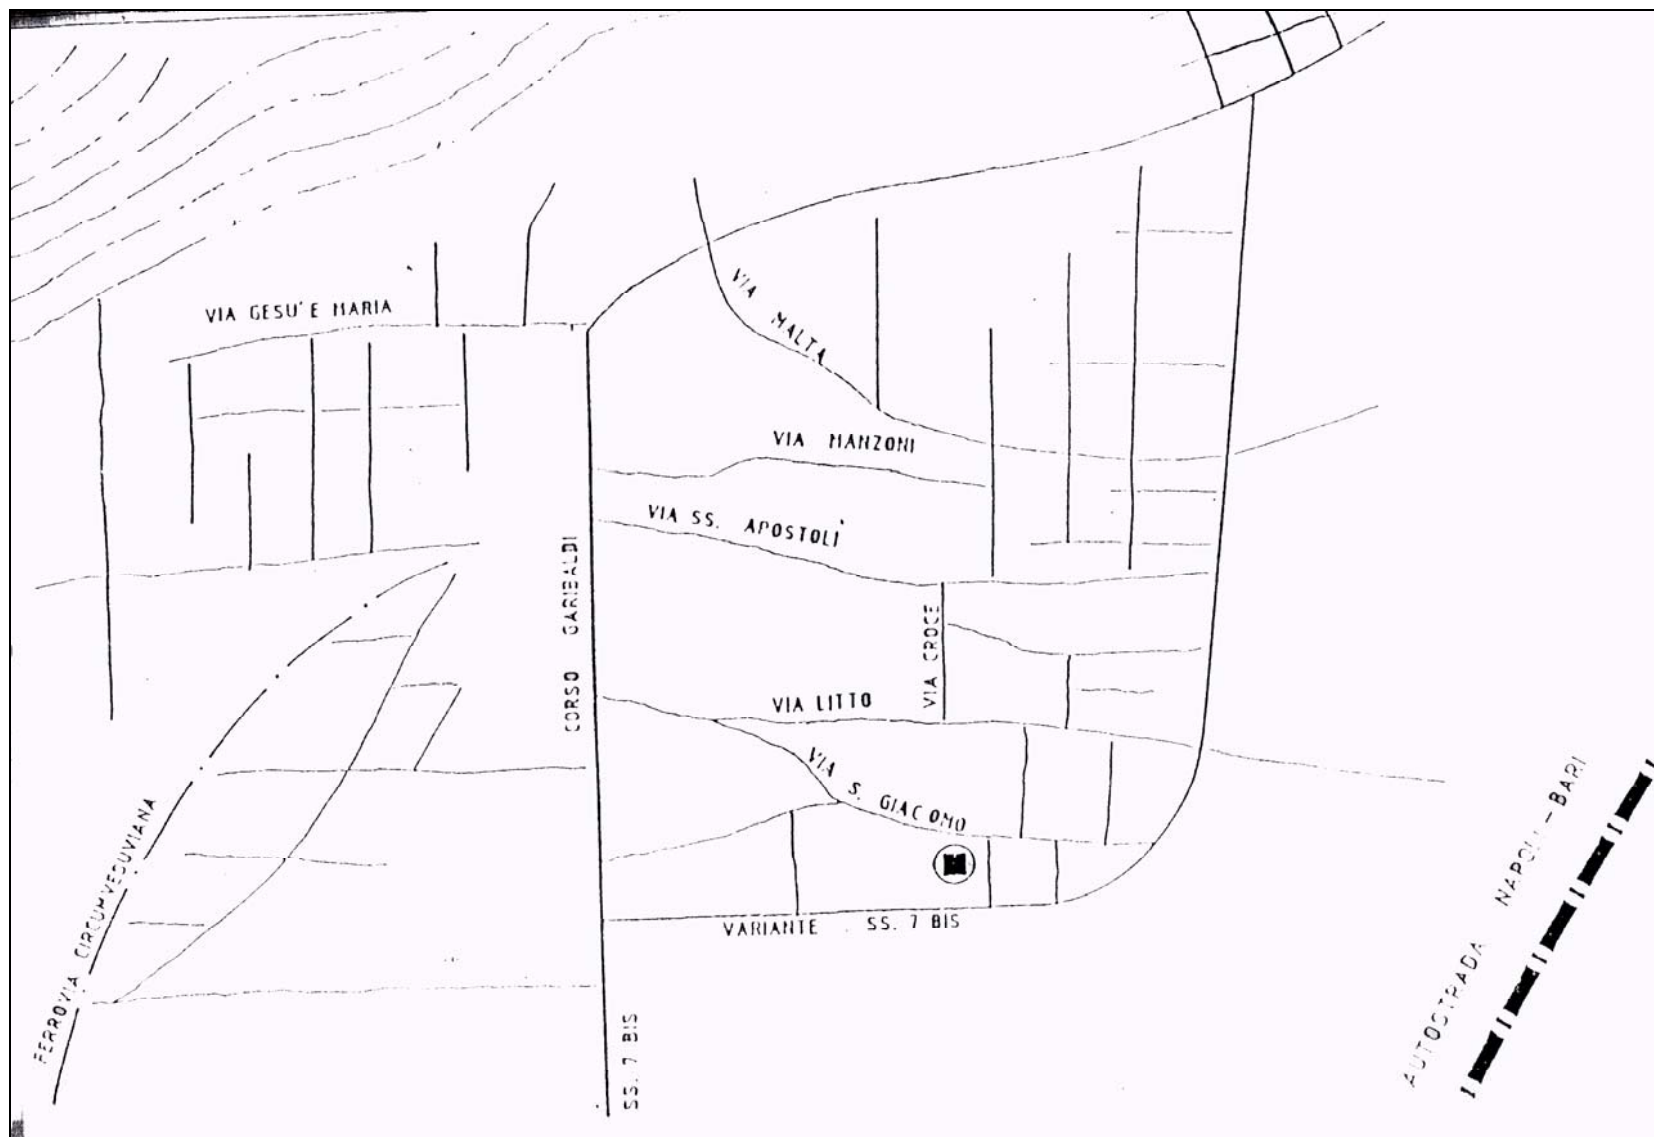 VIA GESU' E MARIA
VIA MALTA
VIA MANZONI
VIA SS. APOSTOLI'
CORSO GARIBALDI
VIA CROCE
VIA LITTO
VIA S. GIACOMO
VARIANTE SS. 7 BIS
SS. 7 BIS
FERROVIA CIRCUMVESUVIANA
AUTOSTRADA NAPOLI-BARI